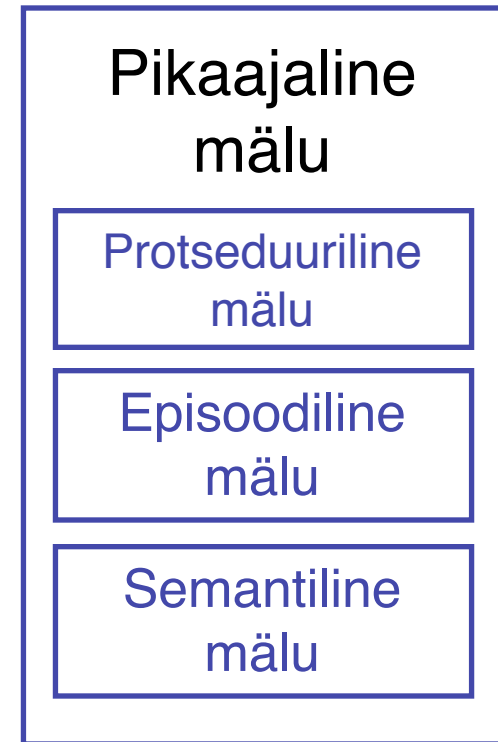 Pikaajaline
mälu
Protseduuriline
mälu
Episoodiline
mälu
Semantiline
mälu